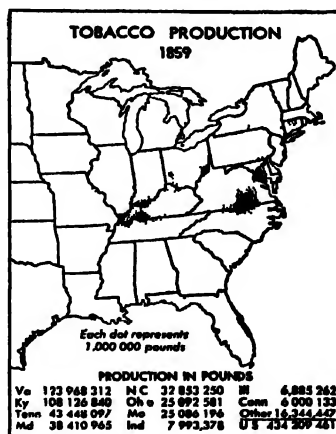 TOBACCO PRODUCTION
1859
Each dot represents
1,000 000 pounds
PRODUCTION IN POUNDS
Va 123 968 312 N C 32 853 250 Ill 6,885 262
Ky 108 126 840 Oh o 25 092 581 Conn 6 000 133
Tenn 43 448 097 Mo 25 086 196 Other 16,344,447
Md 38 410 965 Ind 7 993,378 U S 434 209 461